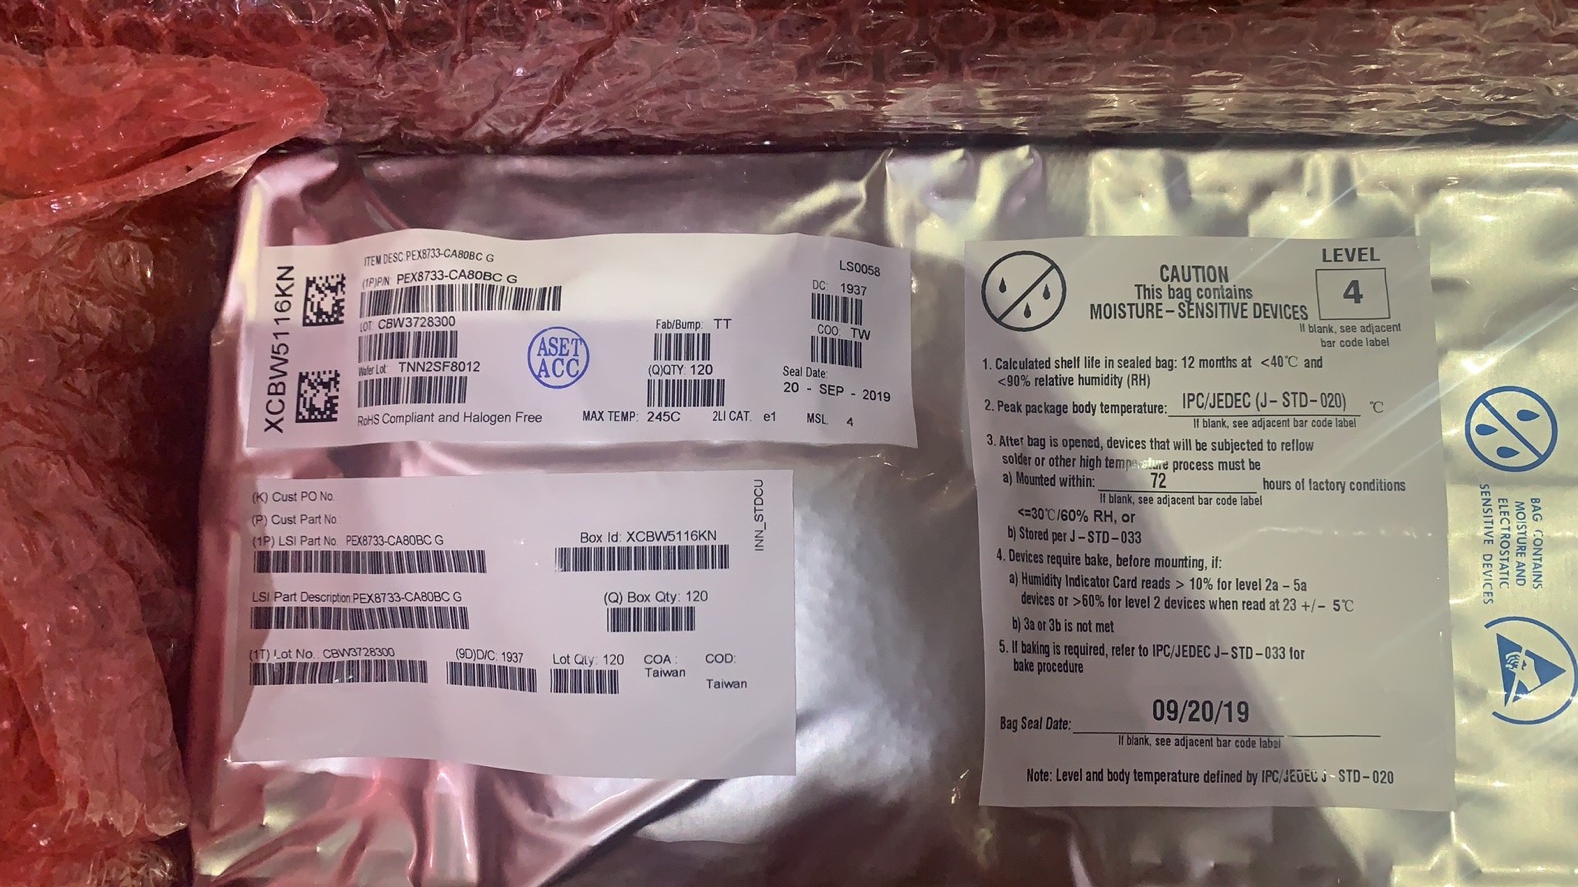 XCBW5116KN
ITEM DESC:PEX8733-CA80BC G
(1P)P/N: PEX8733-CA80BC G
LOT: CBW3728300
Wafer Lot: TNN2SF8012
RoHS Compliant and Halogen Free
ASET
ACC
Fab/Bump: TT
(Q)QTY: 120
MAX TEMP: 245C
2LI CAT. e1
MSL 4
LS0058
DC: 1937
COO: TW
Seal Date:
20 - SEP - 2019
(K) Cust PO No.
(P) Cust Part No.
(1P) LSI Part No. PEX8733-CA80BC G
LSI Part Description:PEX8733-CA80BC G
(1T) Lot No.: CBW3728300
(9D)D/C: 1937
Lot Qty: 120
COA :
Taiwan
COD:
Taiwan
Box Id: XCBW5116KN
(Q) Box Qty: 120
INN_STDCU
CAUTION
This bag contains
MOISTURE-SENSITIVE DEVICES
LEVEL
4
If blank, see adjacent
bar code label
1. Calculated shelf life in sealed bag: 12 months at <40℃ and
<90% relative humidity (RH)
2. Peak package body temperature: IPC/JEDEC (J-STD-020) ℃
If blank, see adjacent bar code label
3. After bag is opened, devices that will be subjected to reflow
solder or other high temperature process must be
a) Mounted within: 72 hours of factory conditions
If blank, see adjacent bar code label
<=30℃/60% RH, or
b) Stored per J-STD-033
4. Devices require bake, before mounting, if:
a) Humidity Indicator Card reads > 10% for level 2a - 5a
devices or >60% for level 2 devices when read at 23 +/- 5℃
b) 3a or 3b is not met
5. If baking is required, refer to IPC/JEDEC J-STD-033 for
bake procedure
Bag Seal Date: 09/20/19
If blank, see adjacent bar code label
Note: Level and body temperature defined by IPC/JEDEC J-STD-020
BAG CONTAINS
MOISTURE AND
ELECTROSTATIC
SENSITIVE DEVICES